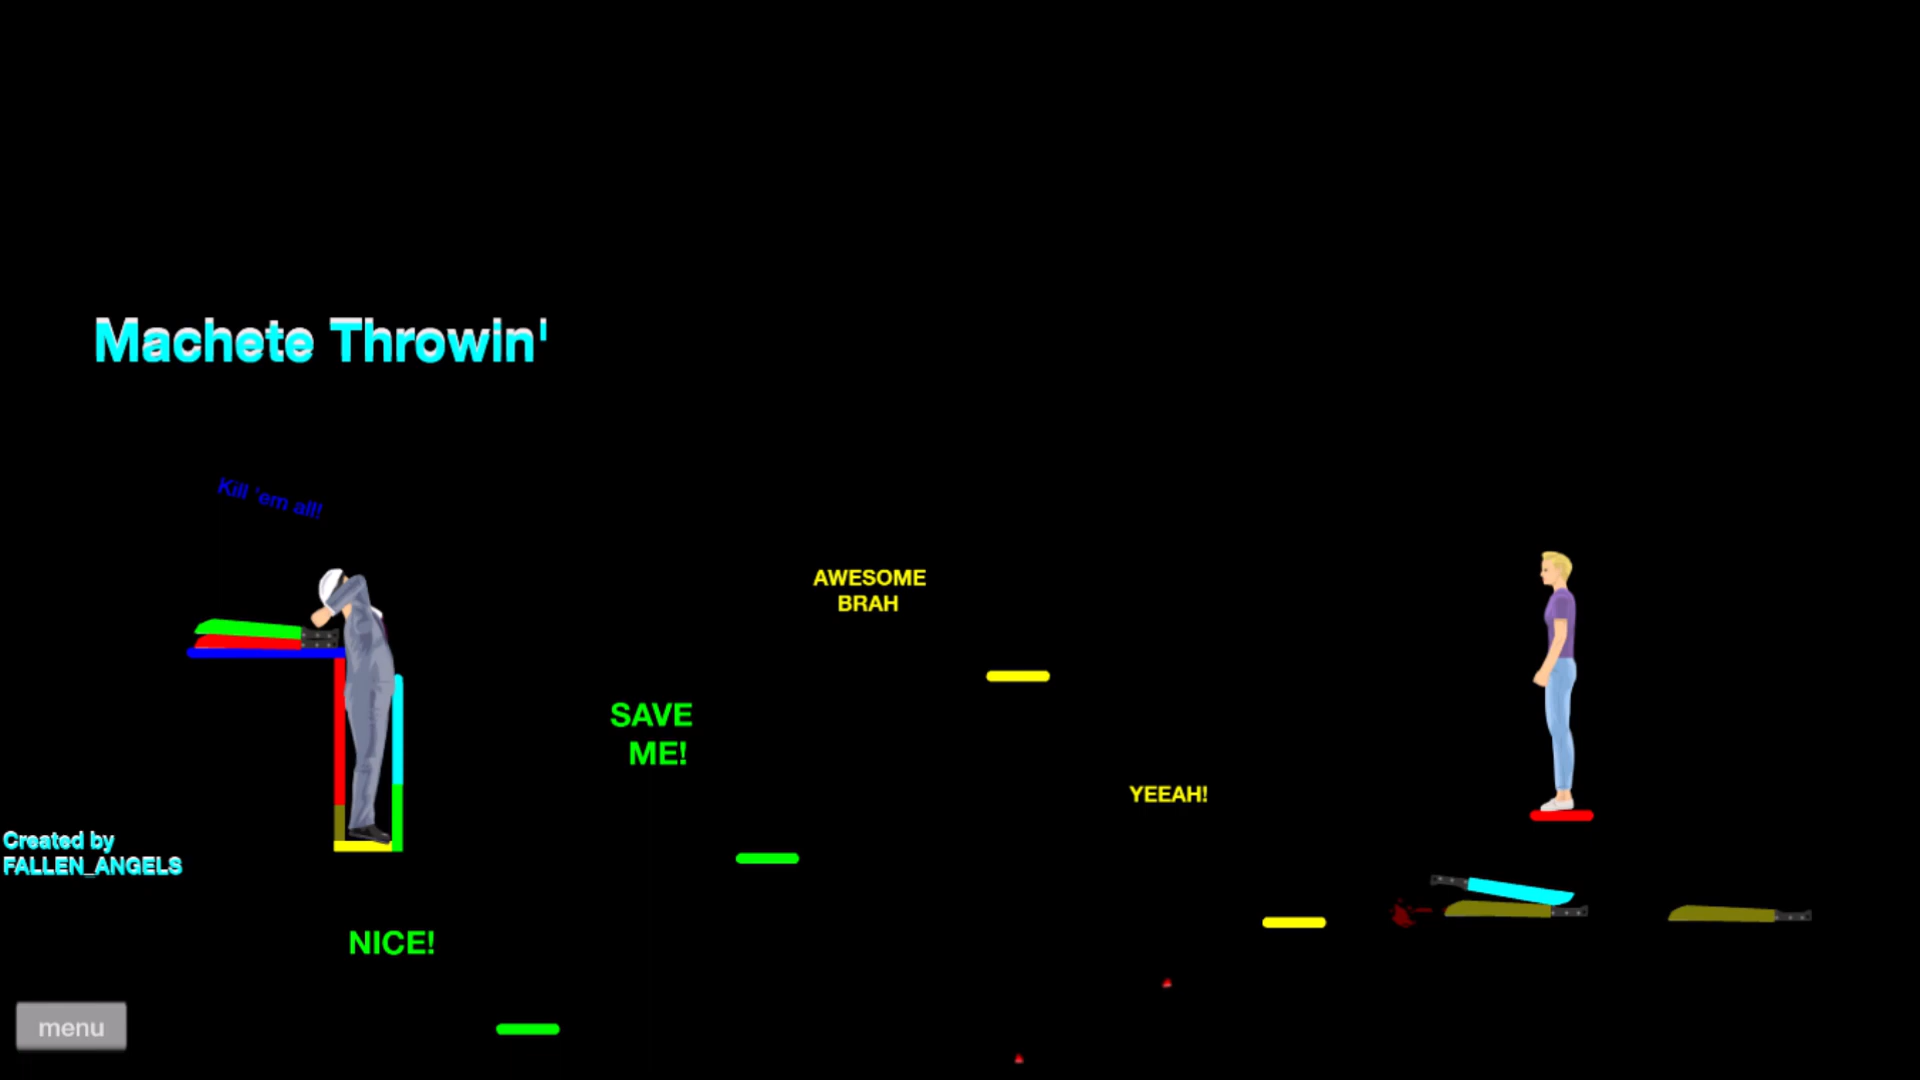 Machete Throwin'
Kill 'em all!
AWESOME
BRAH
SAVE
ME!
YEEAH!
Created by
FALLEN_ANGELS
NICE!
menu